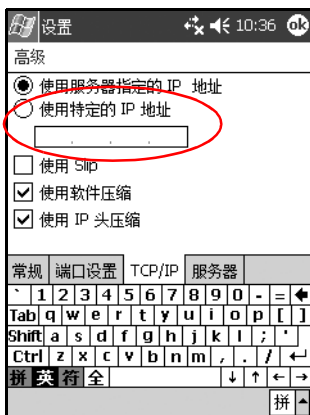 设置 10:36 ok
高级
使用服务器指定的 IP 地址
使用特定的 IP 地址
. . .
使用 Slip
使用软件压缩
使用 IP 头压缩
常规 端口设置 TCP/IP 服务器
` 1 2 3 4 5 6 7 8 9 0 - = ←
Tab q w e r t y u i o p [ ]
Shift a s d f g h j k l ; '
Ctrl z x c v b n m , . / ↵
拼 英 符 全 ↓ ↑ ← →
拼